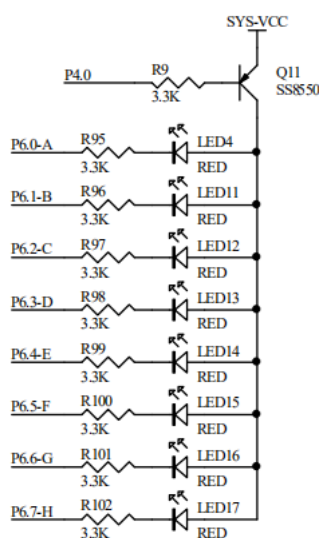 SYS-VCC
P4.0
R9
3.3K
Q11
SS8550
P6.0-A
R95
3.3K
LED4
RED
P6.1-B
R96
3.3K
LED11
RED
P6.2-C
R97
3.3K
LED12
RED
P6.3-D
R98
3.3K
LED13
RED
P6.4-E
R99
3.3K
LED14
RED
P6.5-F
R100
3.3K
LED15
RED
P6.6-G
R101
3.3K
LED16
RED
P6.7-H
R102
3.3K
LED17
RED